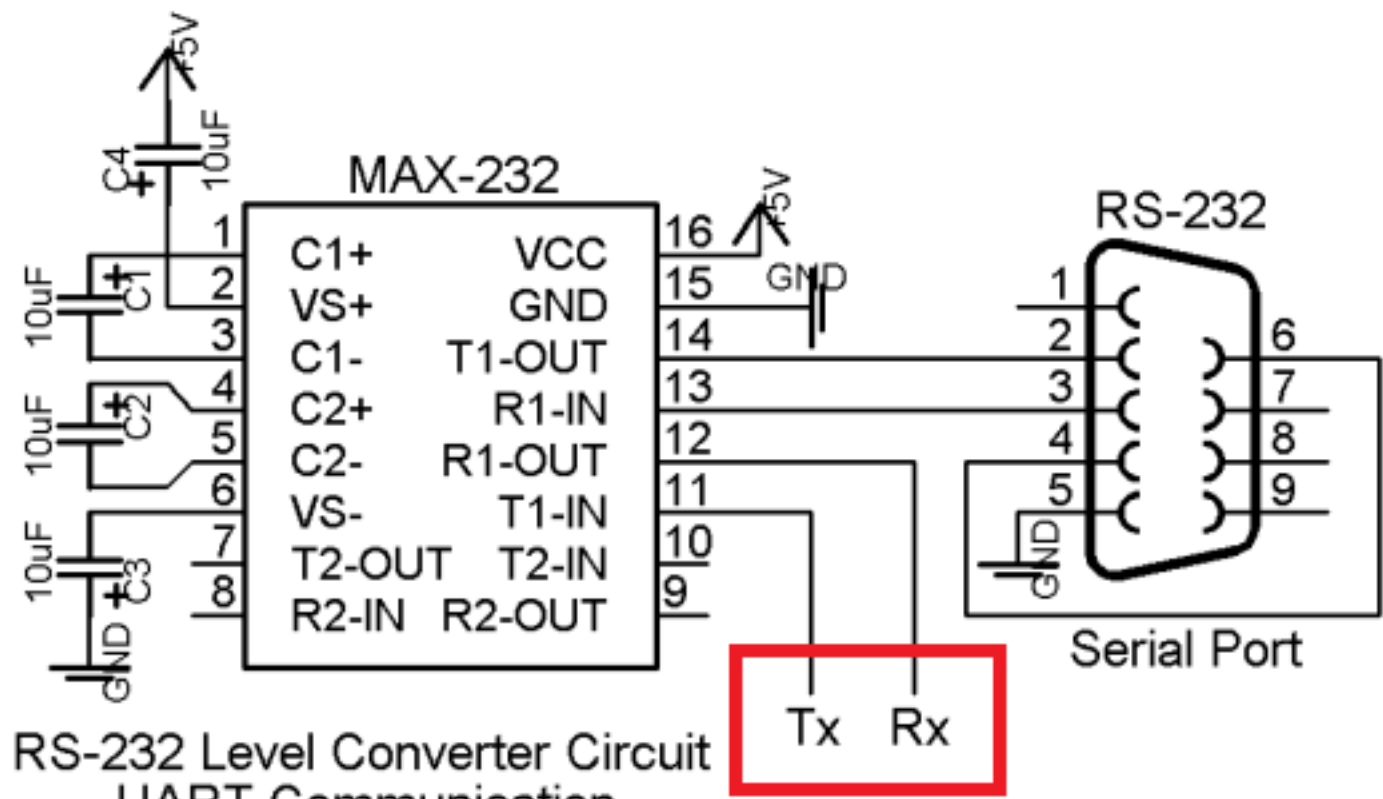 +5V
C4
10uF
MAX-232
+5V
RS-232
1
C1+
VCC
16
GND
10uF
C1
2
VS+
GND
15
1
3
C1-
T1-OUT
14
2
6
4
C2+
R1-IN
13
3
7
10uF
C2
5
C2-
R1-OUT
12
4
8
6
VS-
T1-IN
11
5
9
10uF
C3
7
T2-OUT
T2-IN
10
GND
8
R2-IN
R2-OUT
9
GND
Serial Port
Tx
Rx
RS-232 Level Converter Circuit
UART Communication